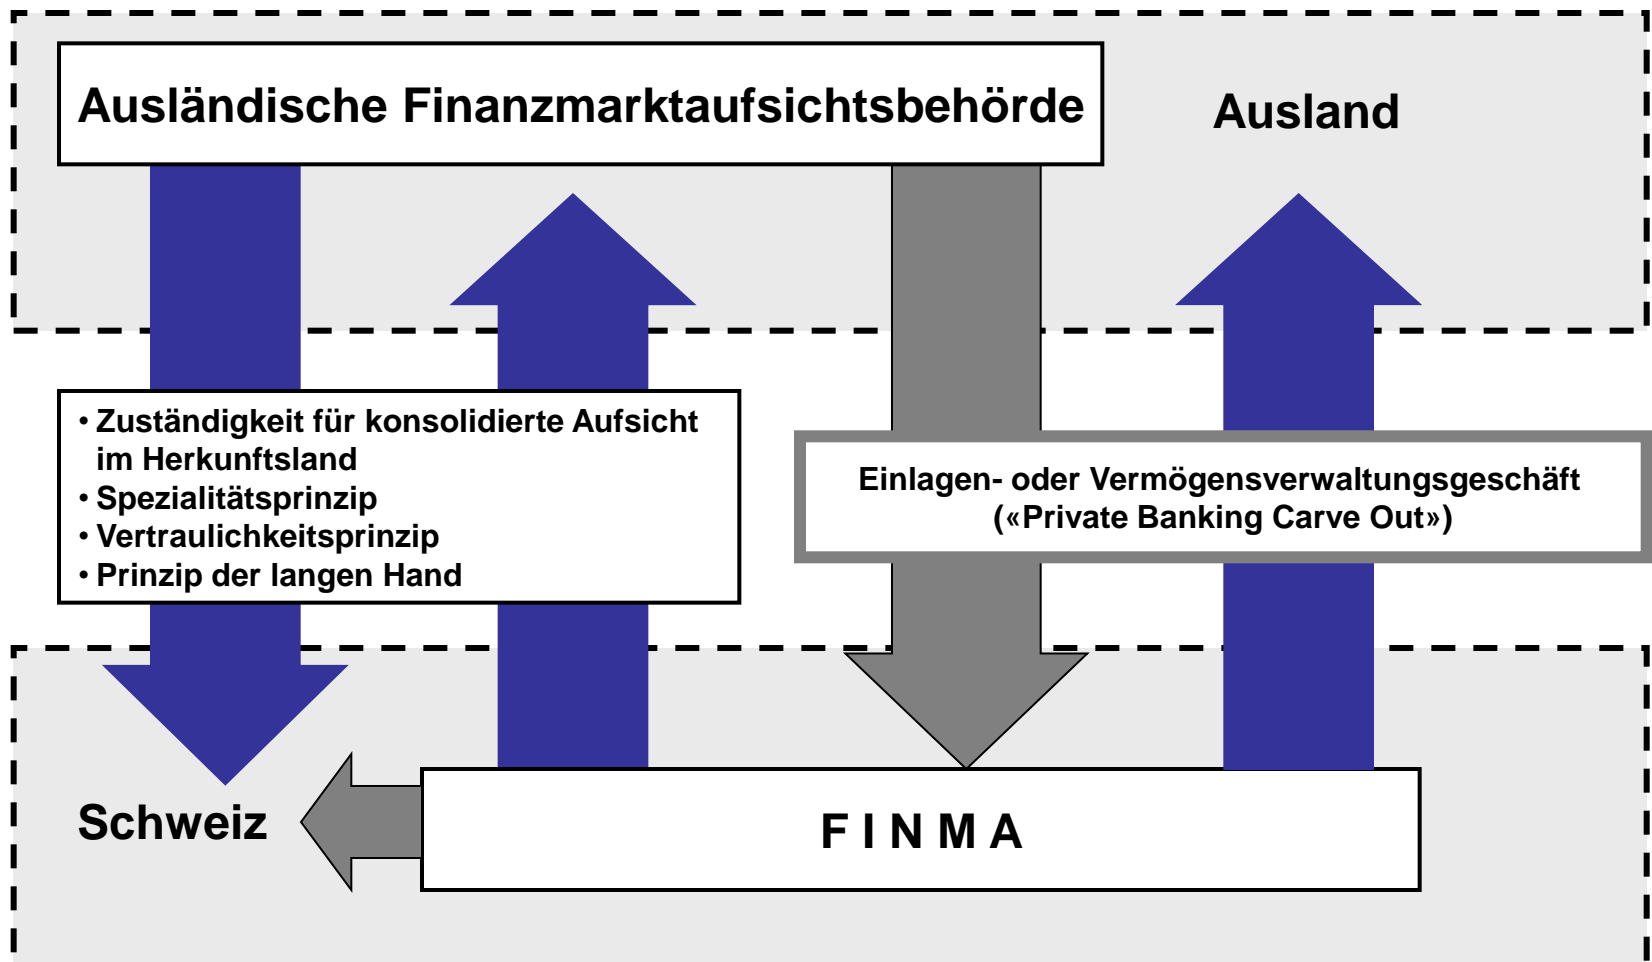 Ausländische Finanzmarktaufsichtsbehörde
Ausland
• Zuständigkeit für konsolidierte Aufsicht
im Herkunftsland
• Spezialitätsprinzip
• Vertraulichkeitsprinzip
• Prinzip der langen Hand
Einlagen- oder Vermögensverwaltungsgeschäft
(«Private Banking Carve Out»)
Schweiz
F I N M A